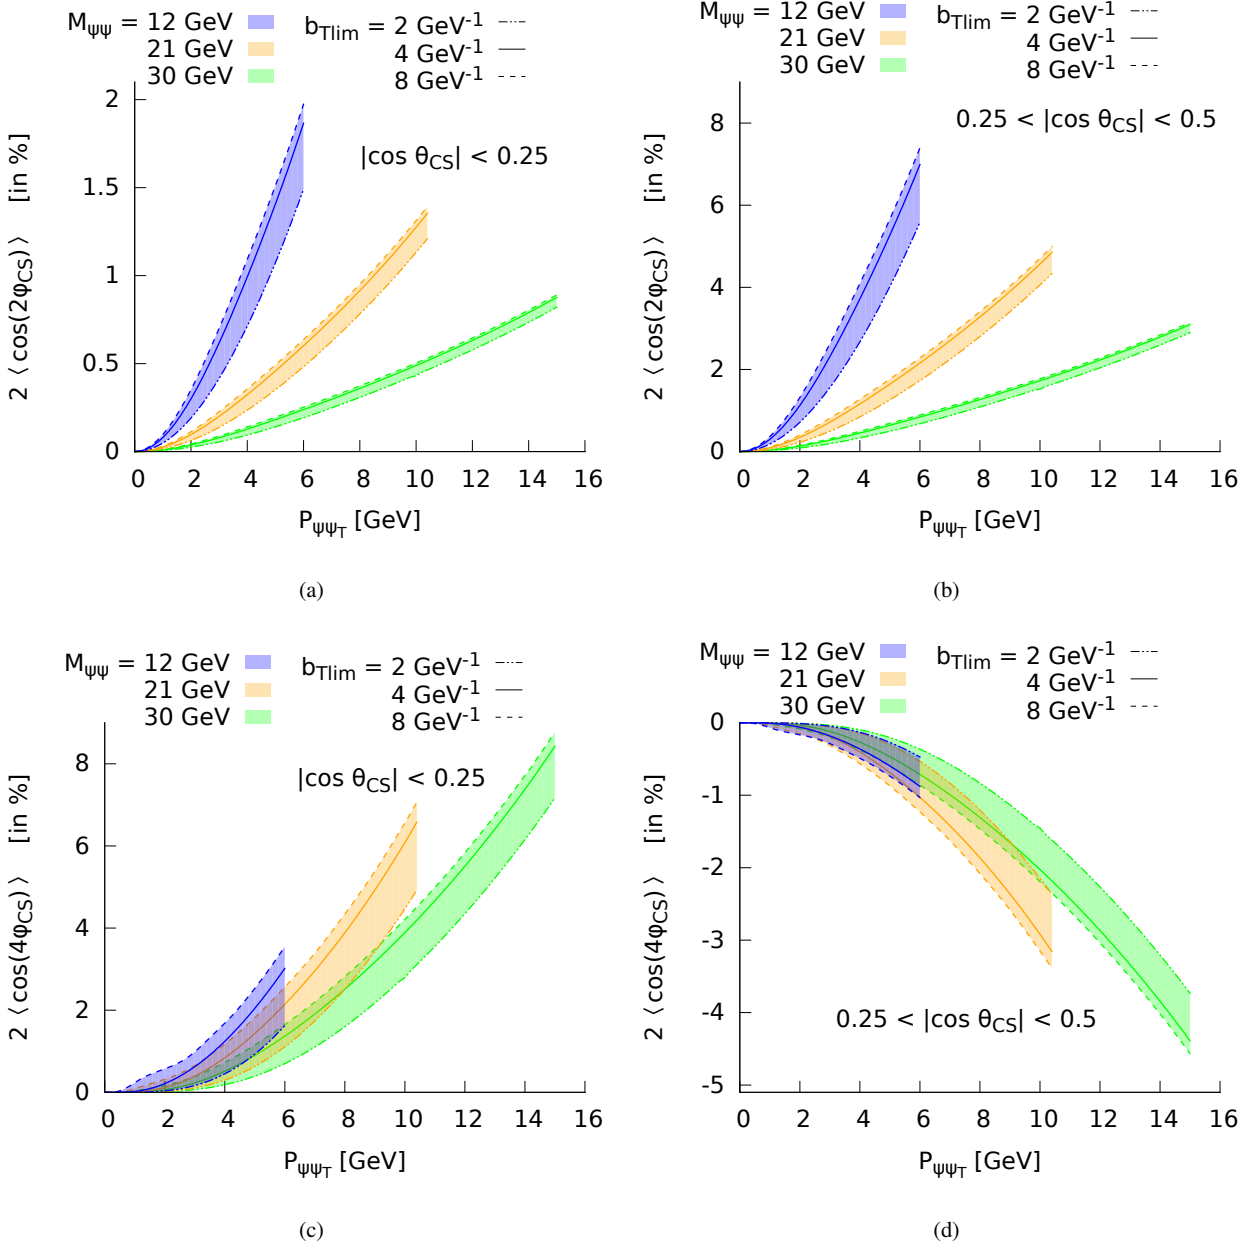 M_ψψ = 12 GeV b_Tlim = 2 GeV⁻¹
21 GeV 4 GeV⁻¹
30 GeV 8 GeV⁻¹
|cos θ_CS| < 0.25
2 ⟨ cos(2φ_CS) ⟩ [in %]
2
1.5
1
0.5
0
0 2 4 6 8 10 12 14 16
P_ψψ_T [GeV]
(a)
M_ψψ = 12 GeV b_Tlim = 2 GeV⁻¹
21 GeV 4 GeV⁻¹
30 GeV 8 GeV⁻¹
0.25 < |cos θ_CS| < 0.5
2 ⟨ cos(2φ_CS) ⟩ [in %]
8
6
4
2
0
0 2 4 6 8 10 12 14 16
P_ψψ_T [GeV]
(b)
M_ψψ = 12 GeV b_Tlim = 2 GeV⁻¹
21 GeV 4 GeV⁻¹
30 GeV 8 GeV⁻¹
|cos θ_CS| < 0.25
2 ⟨ cos(4φ_CS) ⟩ [in %]
8
6
4
2
0
0 2 4 6 8 10 12 14 16
P_ψψ_T [GeV]
(c)
M_ψψ = 12 GeV b_Tlim = 2 GeV⁻¹
21 GeV 4 GeV⁻¹
30 GeV 8 GeV⁻¹
2 ⟨ cos(4φ_CS) ⟩ [in %]
0
-1
-2
-3
-4
-5
0.25 < |cos θ_CS| < 0.5
0 2 4 6 8 10 12 14 16
P_ψψ_T [GeV]
(d)